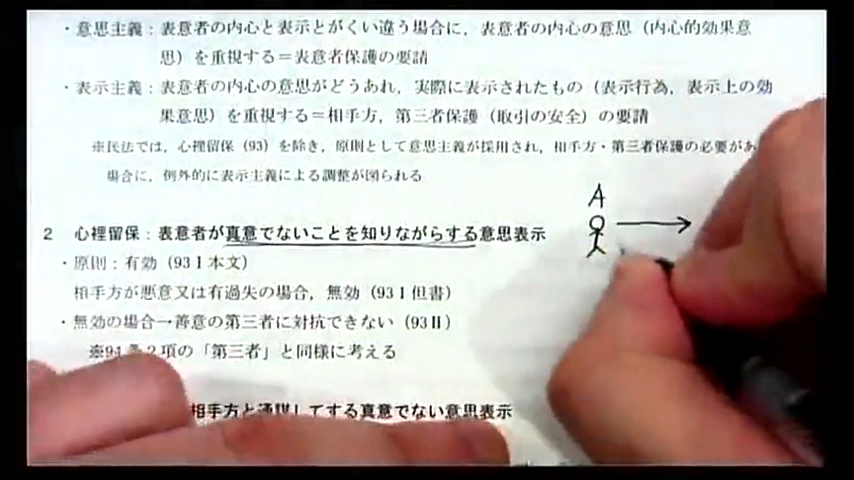 ・意思主義：表意者の内心と表示とがくい違う場合に，表意者の内心の意思（内心的効果意
思）を重視する＝表意者保護の要請
・表示主義：表意者の内心の意思がどうあれ，実際に表示されたもの（表示行為，表示上の効
果意思）を重視する＝相手方，第三者保護（取引の安全）の要請
※民法では，心裡留保（93）を除き，原則として意思主義が採用され，相手方・第三者保護の必要があ
場合に，例外的に表示主義による調整が図られる
A
2　心裡留保：表意者が真意でないことを知りながらする意思表示
・原則：有効（93Ⅰ本文）
相手方が悪意又は有過失の場合，無効（93Ⅰ但書）
・無効の場合→善意の第三者に対抗できない（93Ⅱ）
※94条2項の「第三者」と同様に考える
相手方と通謀してする真意でない意思表示